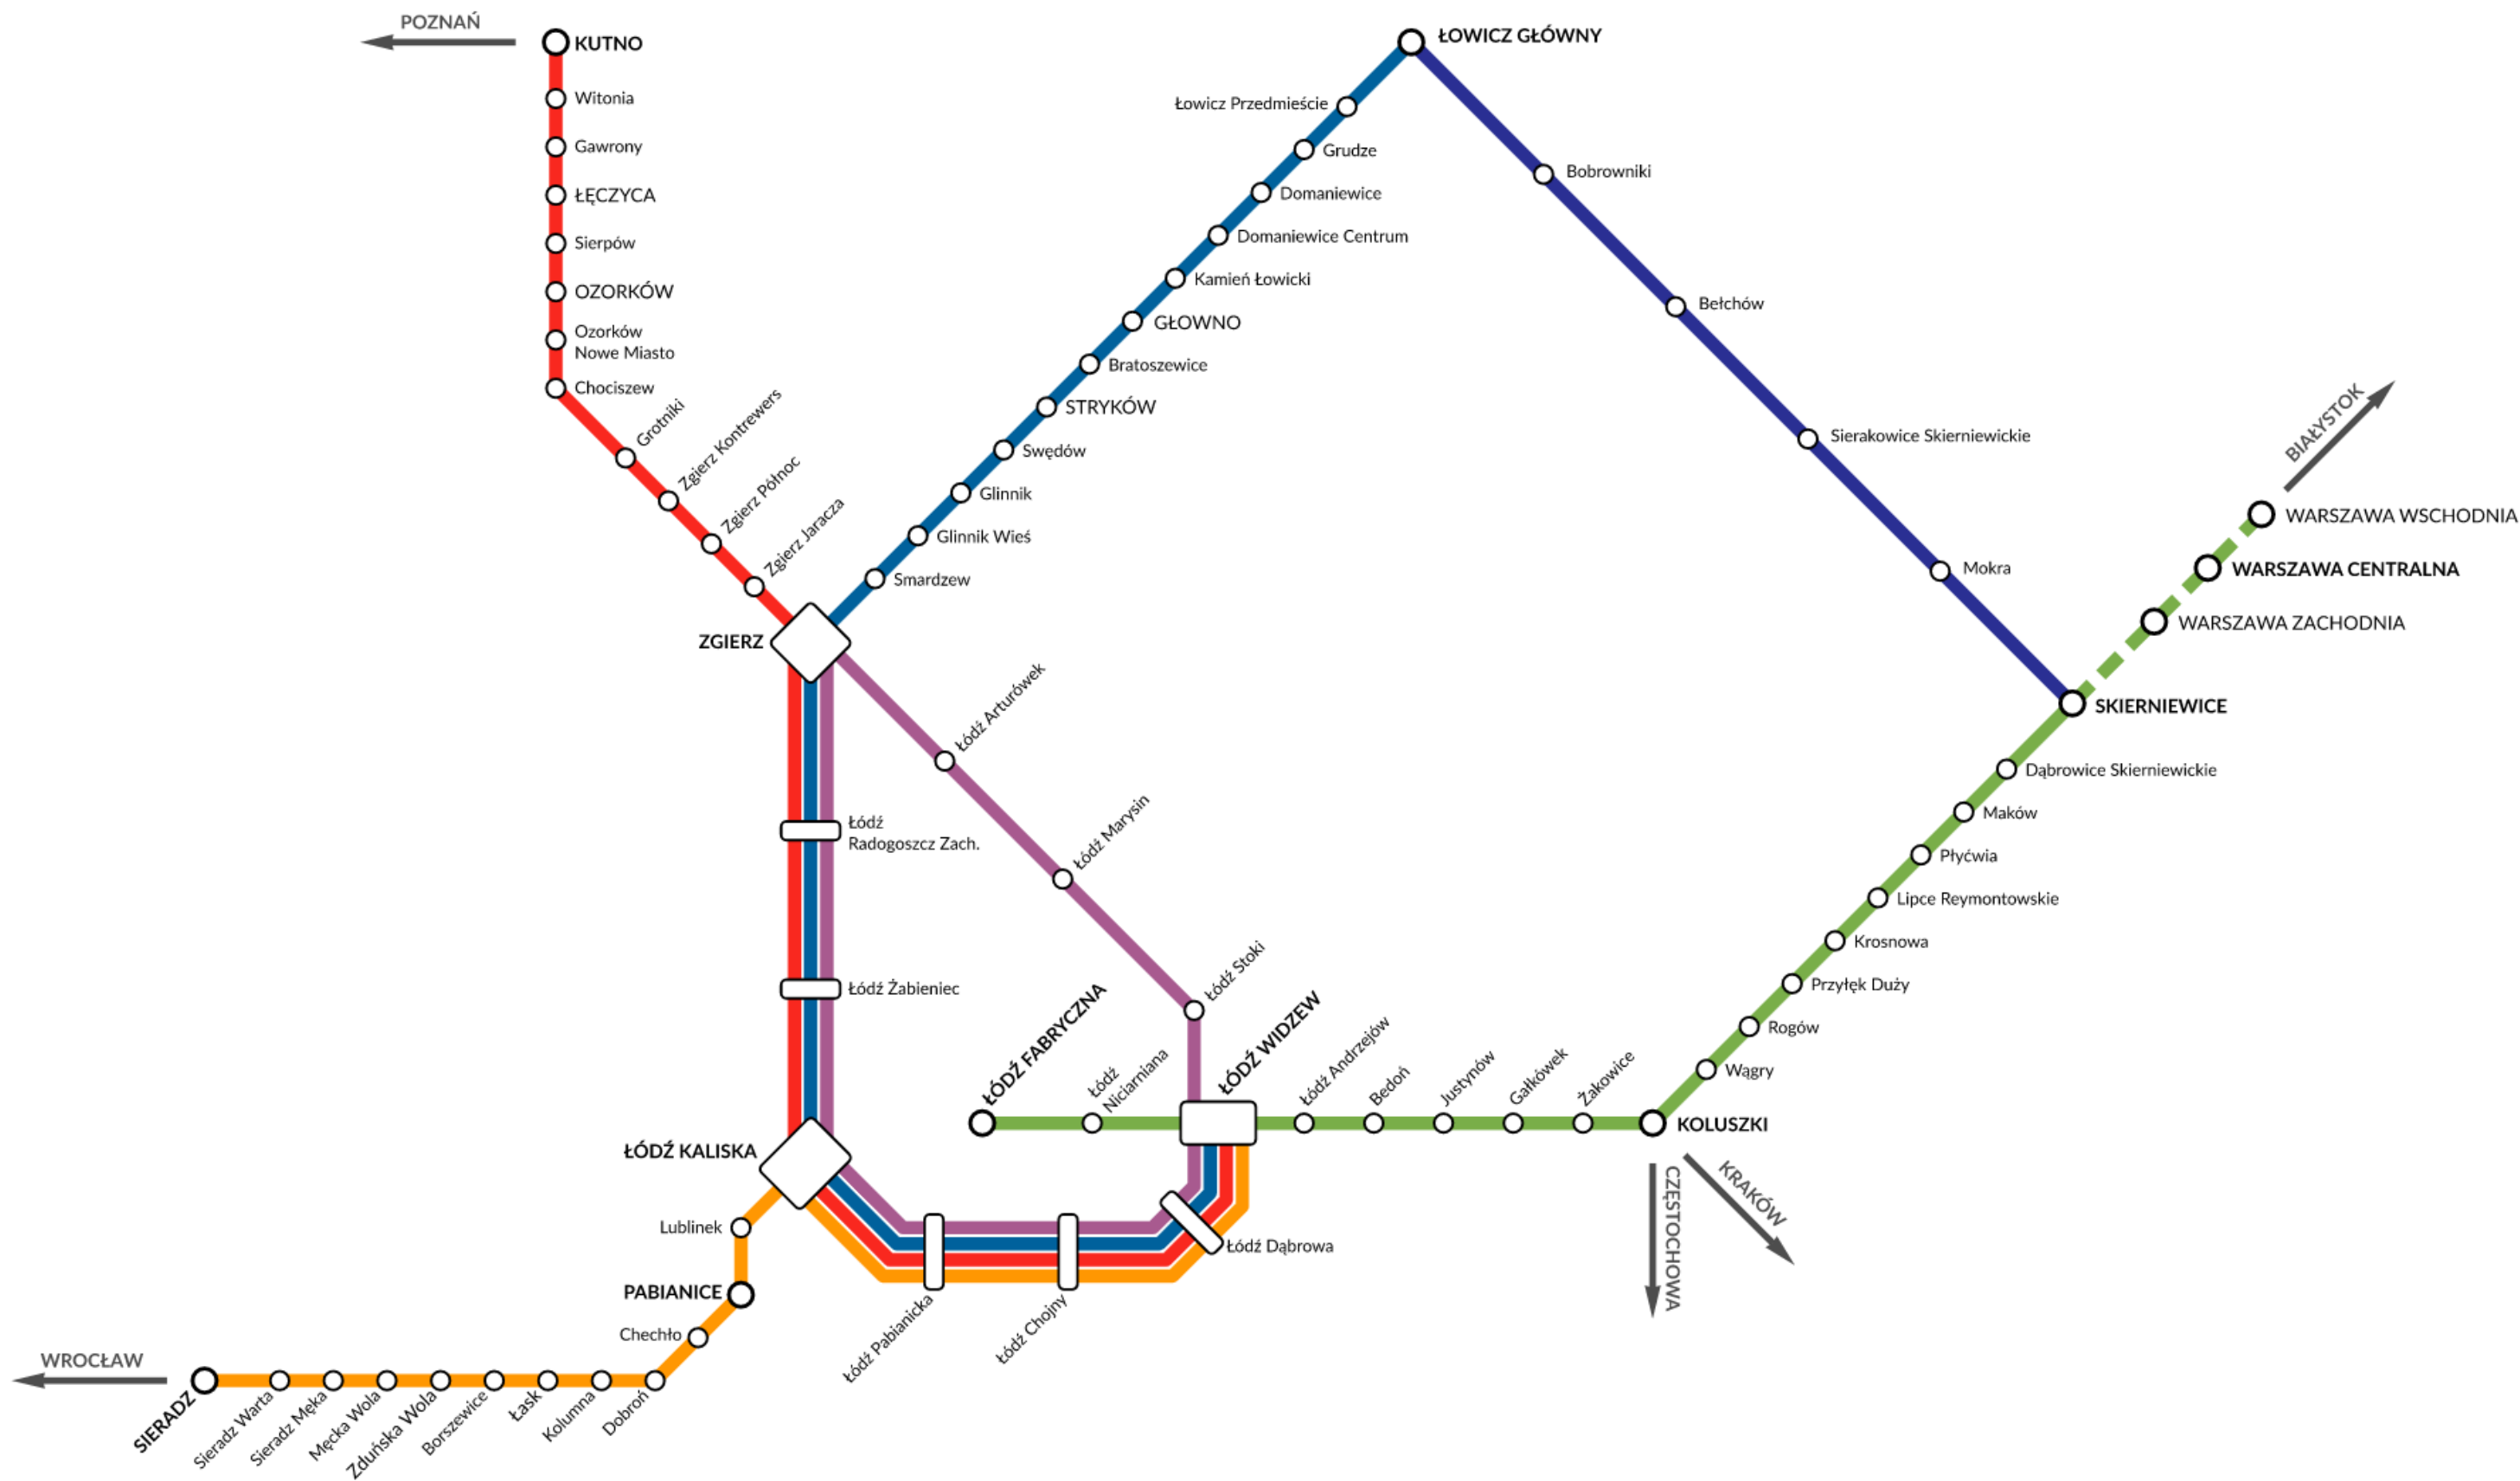 POZNAŃ
KUTNO
Witonia
Gawrony
ŁĘCZYCA
Sierpów
OZORKÓW
Ozorków
Nowe Miasto
Chociszew
Grotniki
Zgierz Kontrewers
Zgierz Północ
Zgierz Jaracza
ZGIERZ
ŁOWICZ GŁÓWNY
Łowicz Przedmieście
Grudze
Domaniewice
Domaniewice Centrum
Kamień Łowicki
GŁOWNO
Bratoszewice
STRYKÓW
Swędów
Glinnik
Glinnik Wieś
Smardzew
Bobrowniki
Bełchów
Sierakowice Skierniewickie
Mokra
BIAŁYSTOK
WARSZAWA WSCHODNIA
WARSZAWA CENTRALNA
WARSZAWA ZACHODNIA
SKIERNIEWICE
Dąbrowice Skierniewickie
Maków
Płyćwia
Lipce Reymontowskie
Krosnowa
Przyłęk Duży
Rogów
Wągry
KOLUSZKI
KRAKÓW
CZĘSTOCHOWA
Łódź Arturówek
Łódź Marysin
Łódź Stoki
Łódź
Radogoszcz Zach.
Łódź Żabieniec
ŁÓDŹ FABRYCZNA
Łódź
Niciarniana
ŁÓDŹ WIDZEW
Łódź Andrzejów
Bedoń
Justynów
Gałkówek
Żakowice
ŁÓDŹ KALISKA
Łódź Pabianicka
Łódź Chojny
Łódź Dąbrowa
Lublinek
PABIANICE
Chechło
WROCŁAW
SIERADZ
Sieradz Warta
Sieradz Męka
Męcka Wola
Zduńska Wola
Borszewice
Łask
Kolumna
Dobroń